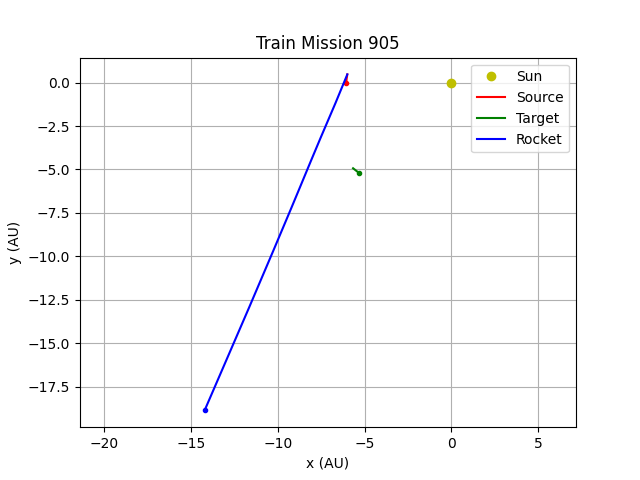 Train Mission 905
Sun
Source
Target
Rocket
0.0
−2.5
−5.0
−7.5
−10.0
−12.5
−15.0
−17.5
y (AU)
−20
−15
−10
−5
0
5
x (AU)